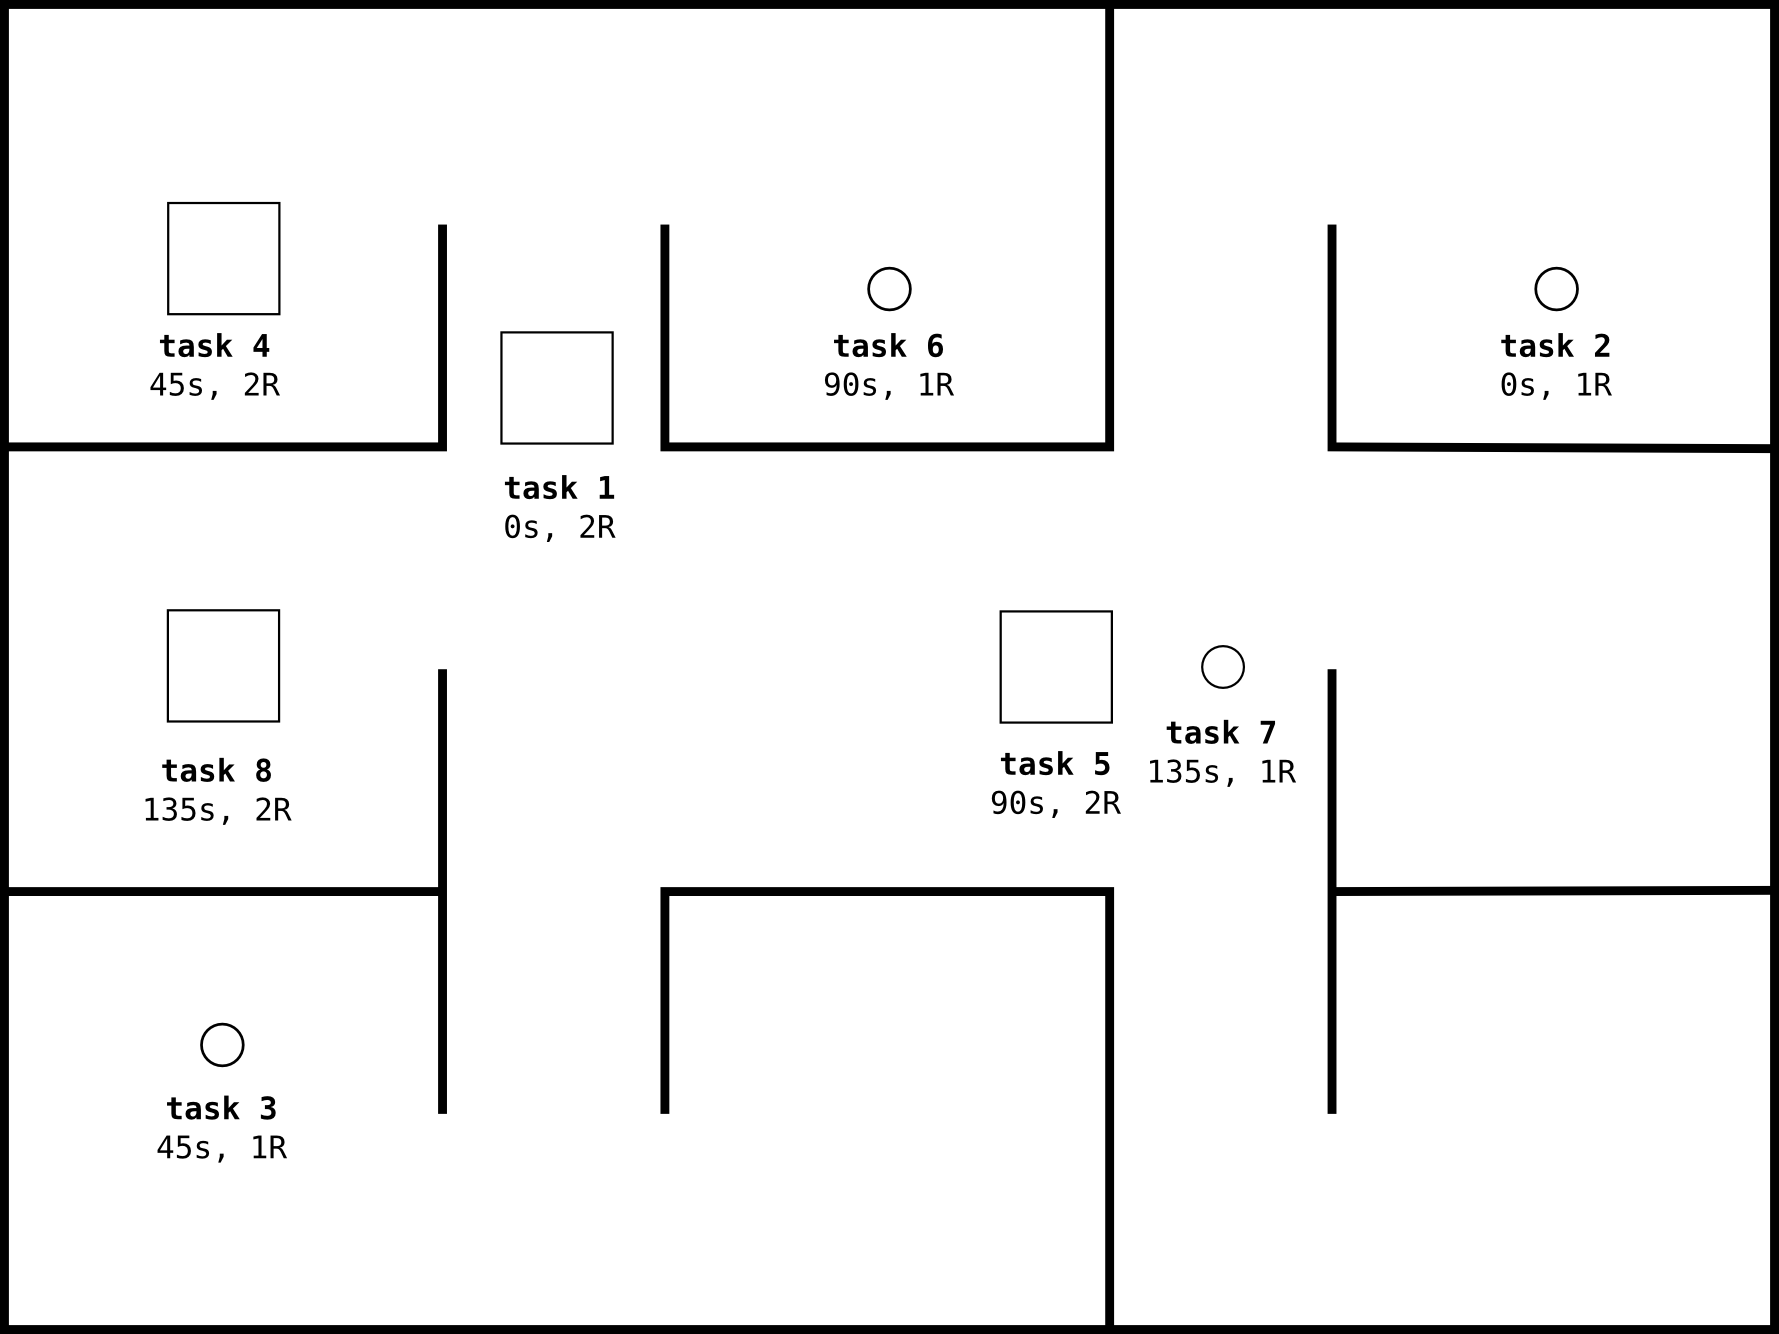 task 4
45s, 2R
task 6
90s, 1R
task 2
0s, 1R
task 1
0s, 2R
task 8
135s, 2R
task 5
90s, 2R
task 7
135s, 1R
task 3
45s, 1R